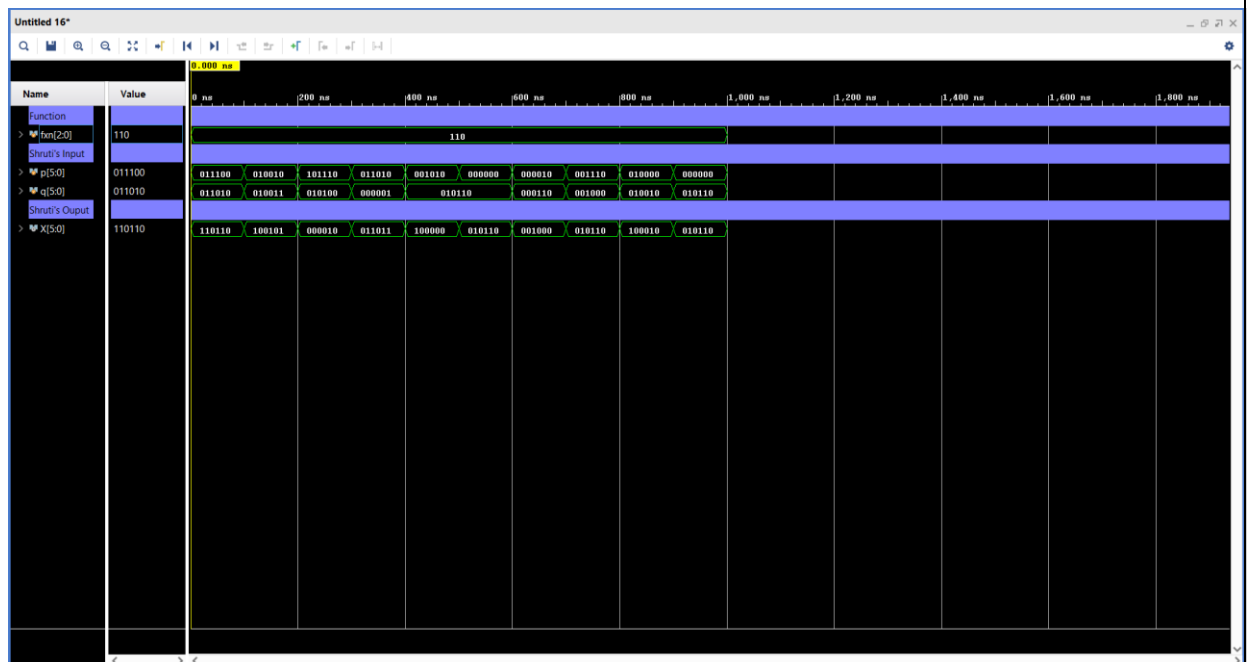 Untitled 16*
0.000 ns
Name Value
0 ns 200 ns 400 ns 600 ns 800 ns 1,000 ns 1,200 ns 1,400 ns 1,600 ns 1,800 ns
Function
fxn[2:0] 110 110
Shruti's Input
p[5:0] 011100 011100 010010 101110 011010 001010 000000 000010 001110 010000 000000
q[5:0] 011010 011010 010011 010100 000001 010110 000110 001000 010010 010110
Shruti's Ouput
X[5:0] 110110 110110 100101 000010 011011 100000 010110 001000 010110 100010 010110